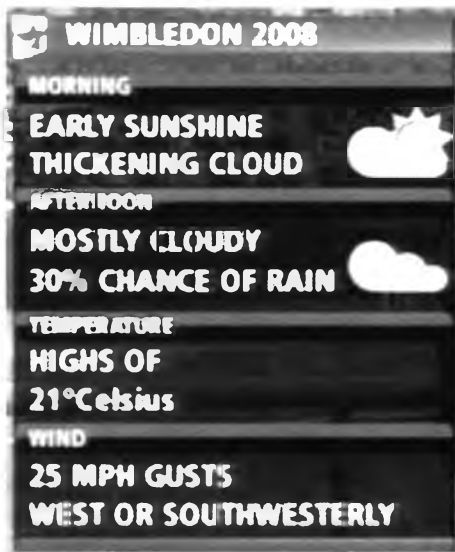 WIMBLEDON 2008
MORNING
EARLY SUNSHINE
THICKENING CLOUD
AFTERNOON
MOSTLY CLOUDY
30% CHANCE OF RAIN
TEMPERATURE
HIGHS OF
21°Celsius
WIND
25 MPH GUSTS
WEST OR SOUTHWESTERLY